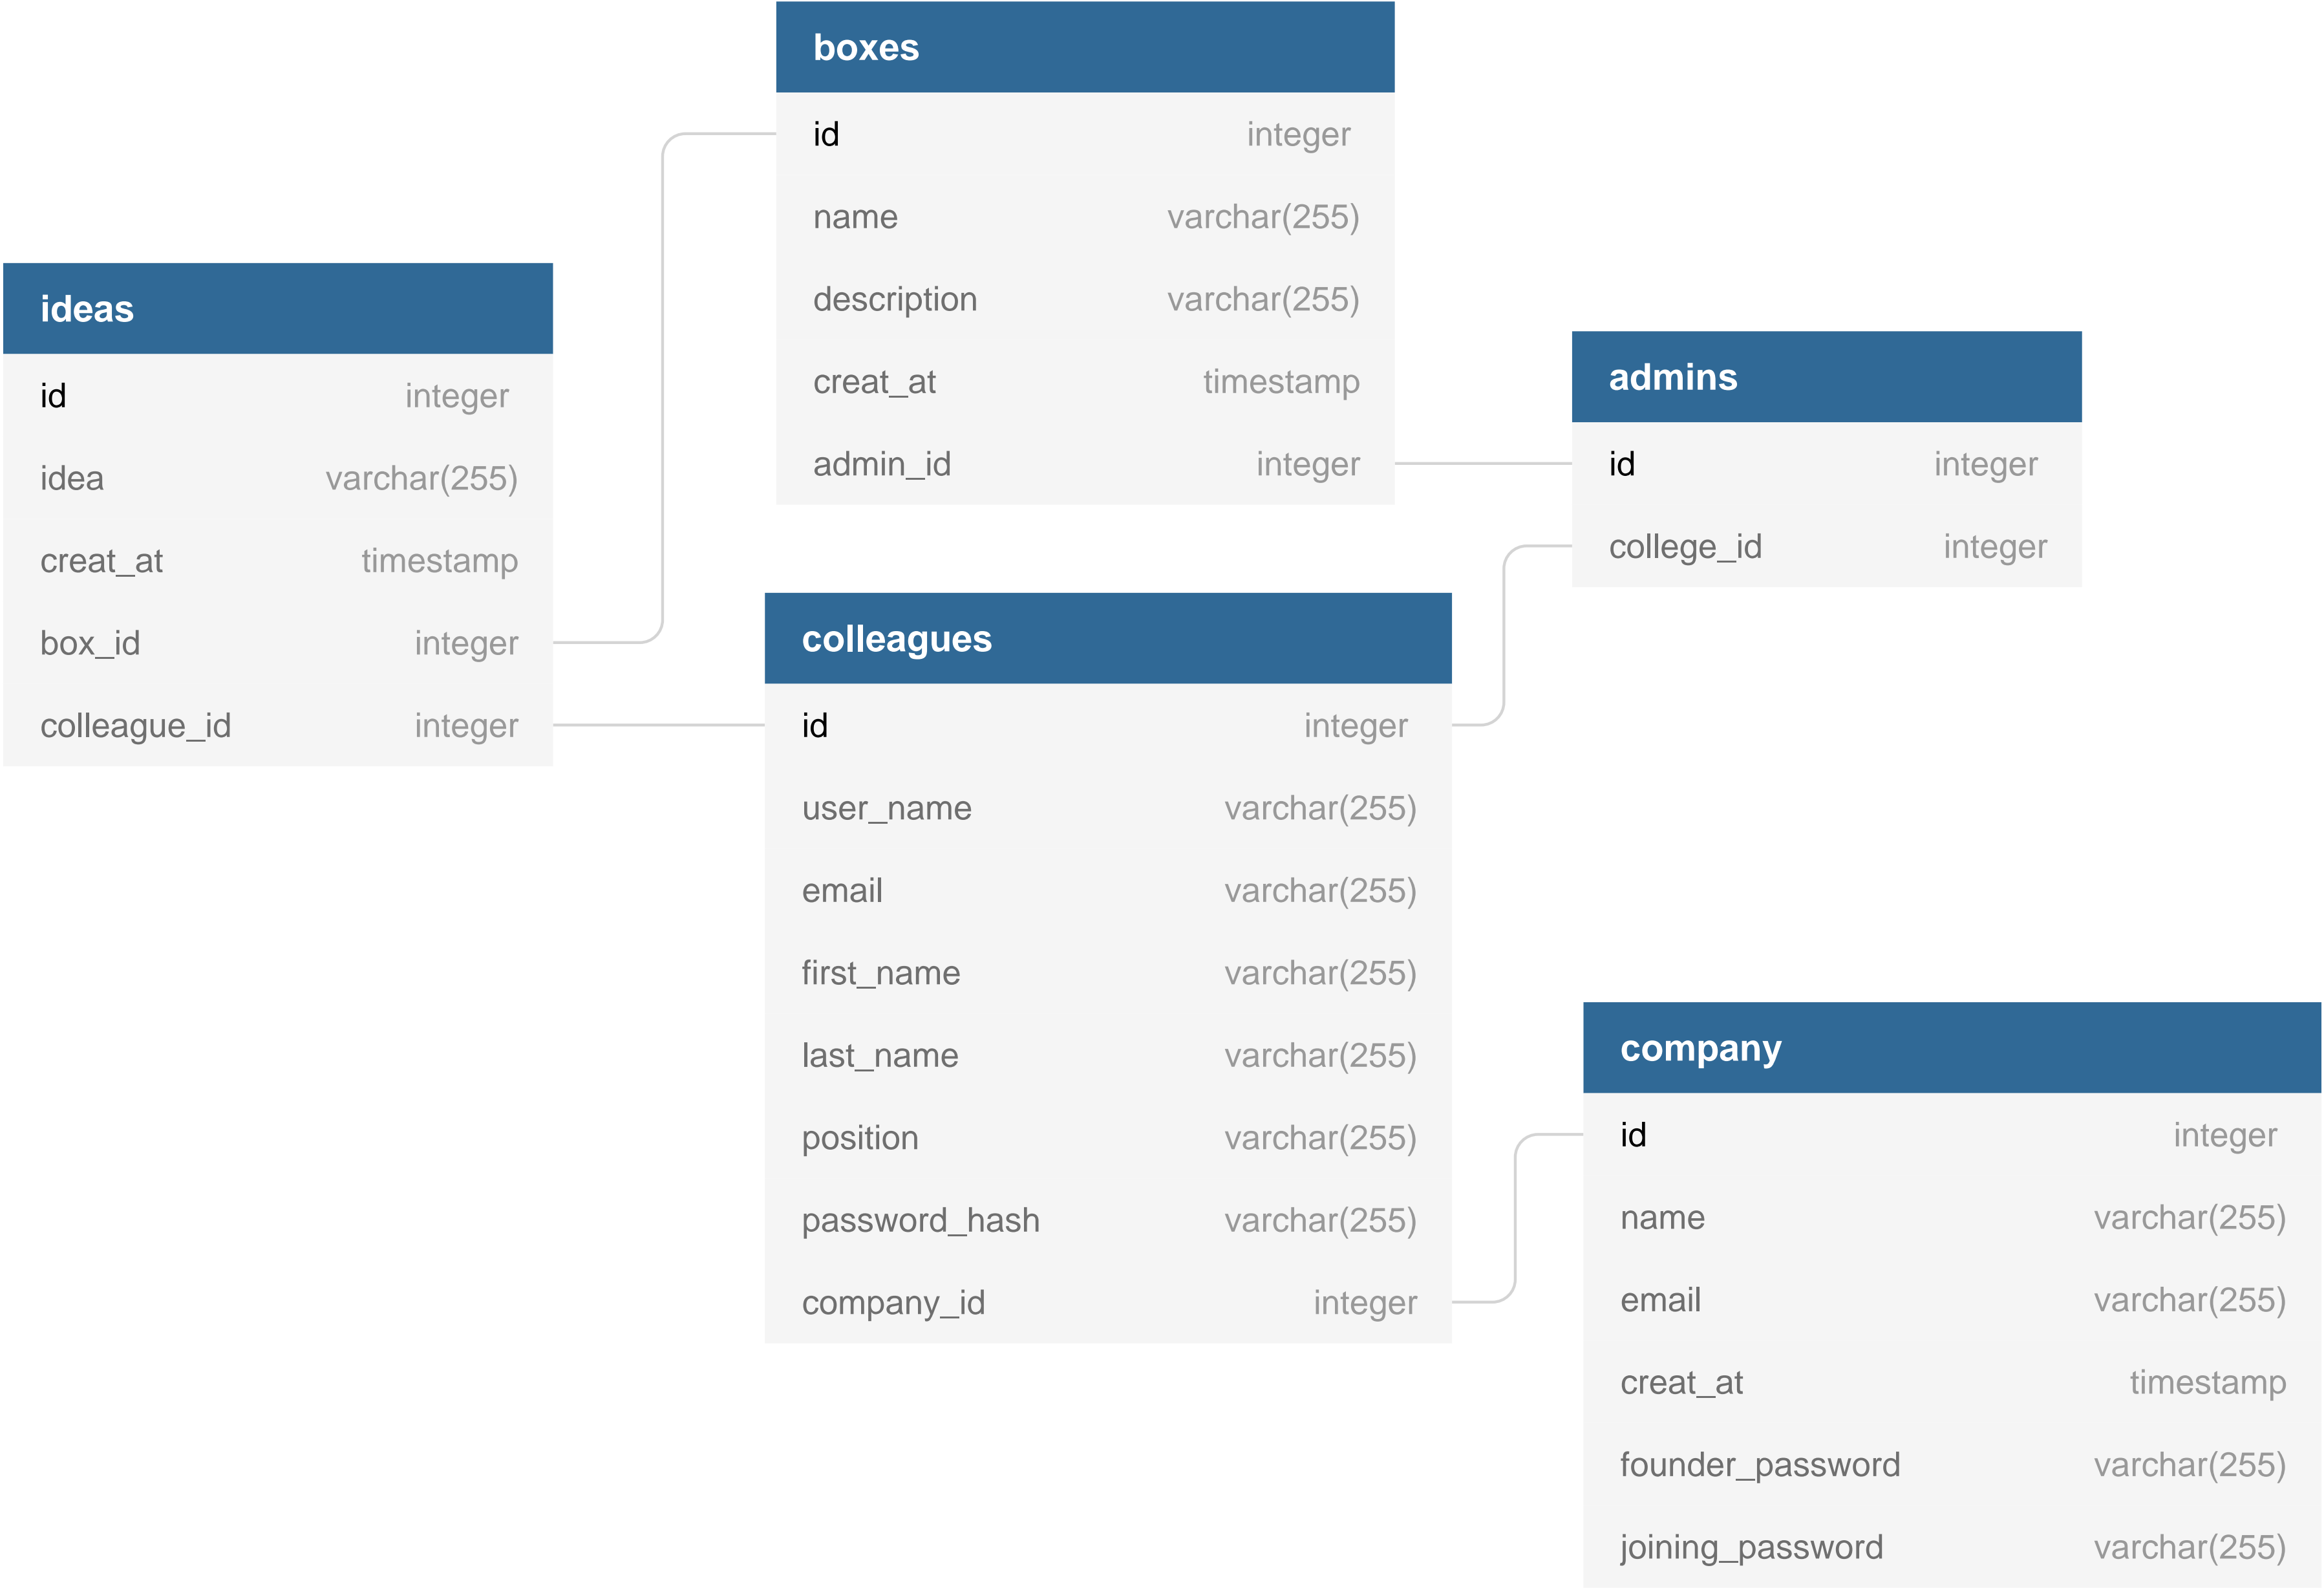 boxes
id integer
name varchar(255)
description varchar(255)
creat_at timestamp
admin_id integer
ideas
id integer
idea varchar(255)
creat_at timestamp
box_id integer
colleague_id integer
admins
id integer
college_id integer
colleagues
id integer
user_name varchar(255)
email varchar(255)
first_name varchar(255)
last_name varchar(255)
position varchar(255)
password_hash varchar(255)
company_id integer
company
id integer
name varchar(255)
email varchar(255)
creat_at timestamp
founder_password varchar(255)
joining_password varchar(255)